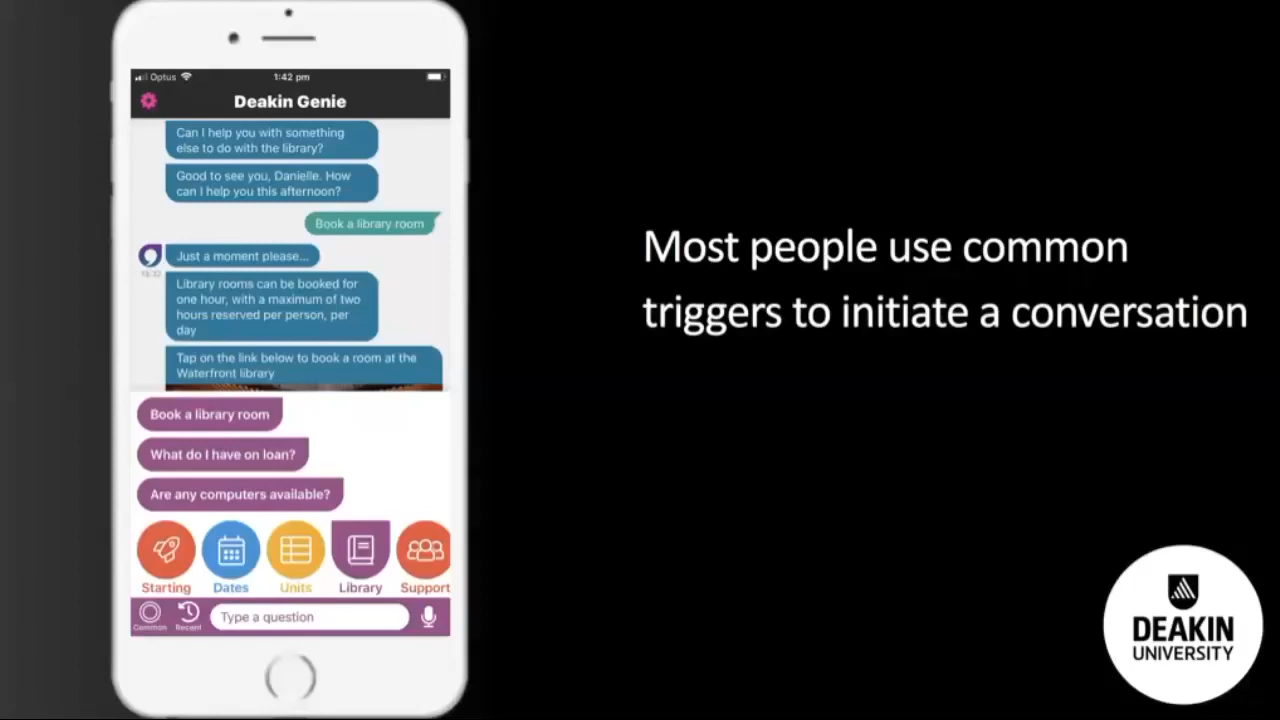 Optus
1:42 pm
Deakin Genie
Can I help you with something
else to do with the library?
Good to see you, Danielle. How
can I help you this afternoon?
Book a library room
Just a moment please...
Library rooms can be booked for
one hour, with a maximum of two
hours reserved per person, per
day
Tap on the link below to book a room at the
Waterfront library
Book a library room
What do I have on loan?
Are any computers available?
Starting
Dates
Units
Library
Support
Common
Recent
Type a question
Most people use common
triggers to initiate a conversation
DEAKIN
UNIVERSITY